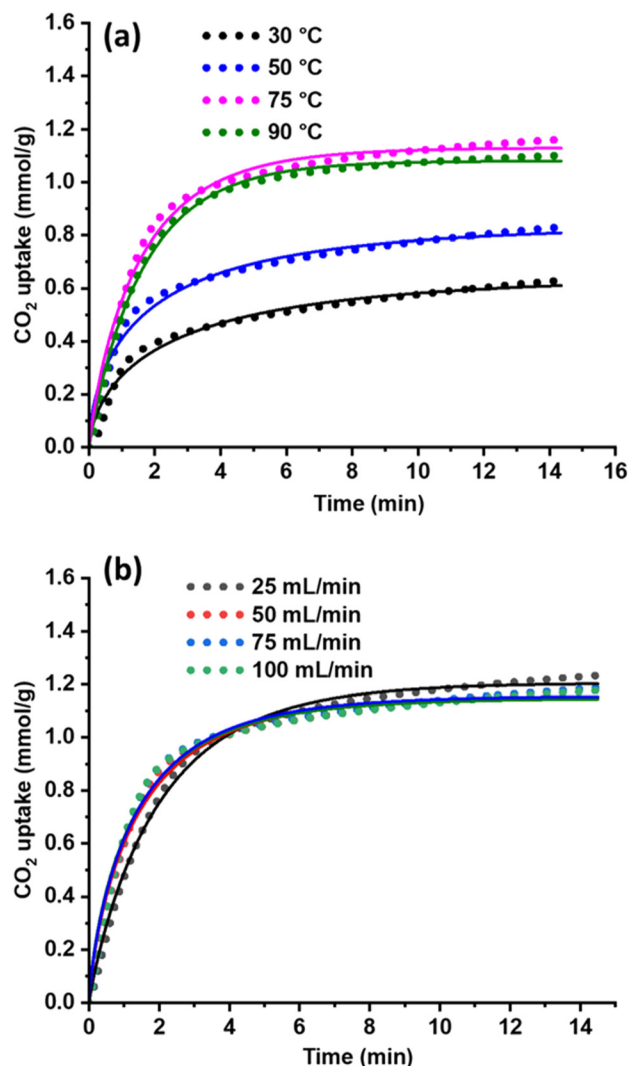 (a)
30 °C
50 °C
75 °C
90 °C
1.6
1.4
1.2
1.0
0.8
0.6
0.4
0.2
0.0
CO₂ uptake (mmol/g)
0 2 4 6 8 10 12 14 16
Time (min)
(b)
25 mL/min
50 mL/min
75 mL/min
100 mL/min
1.6
1.4
1.2
1.0
0.8
0.6
0.4
0.2
0.0
CO₂ uptake (mmol/g)
0 2 4 6 8 10 12 14
Time (min)